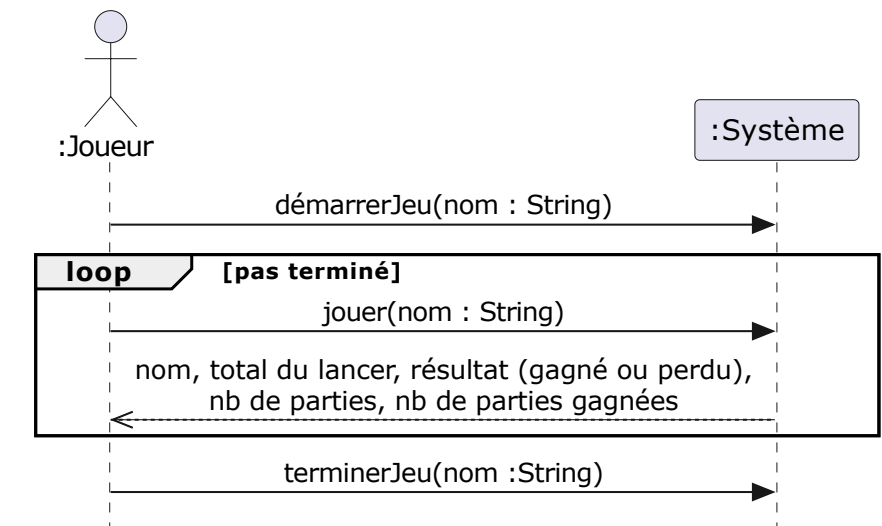 :Joueur
:Système
démarrerJeu(nom : String)
loop [pas terminé]
jouer(nom : String)
nom, total du lancer, résultat (gagné ou perdu),
nb de parties, nb de parties gagnées
terminerJeu(nom :String)